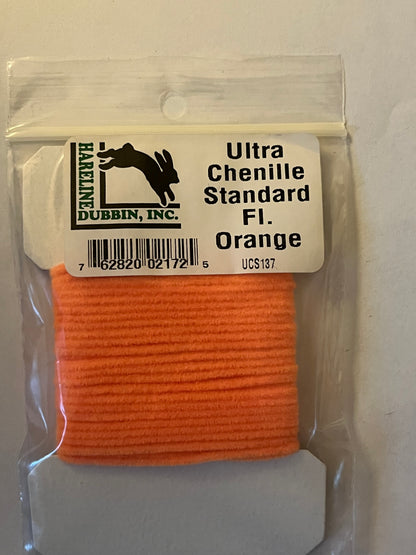 HARELINE
DUBBIN, INC.
Ultra
Chenille
Standard
Fl.
Orange
7 62820 02172 5
UCS137